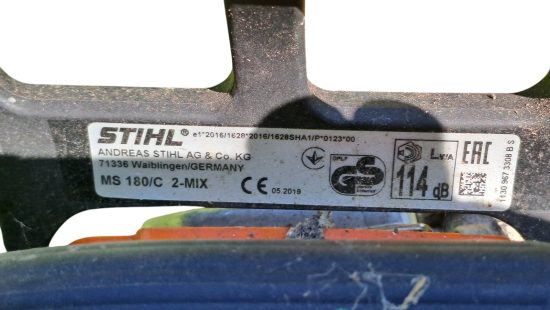 STIHL® e1*2016/1628*2016/1628SHA1/P*0123*00
ANDREAS STIHL AG & Co. KG
71336 Waiblingen/GERMANY
MS 180/C 2-MIX
CE 05.2019
GS
LWA
114 dB
EAC
1130 967 3308 B S